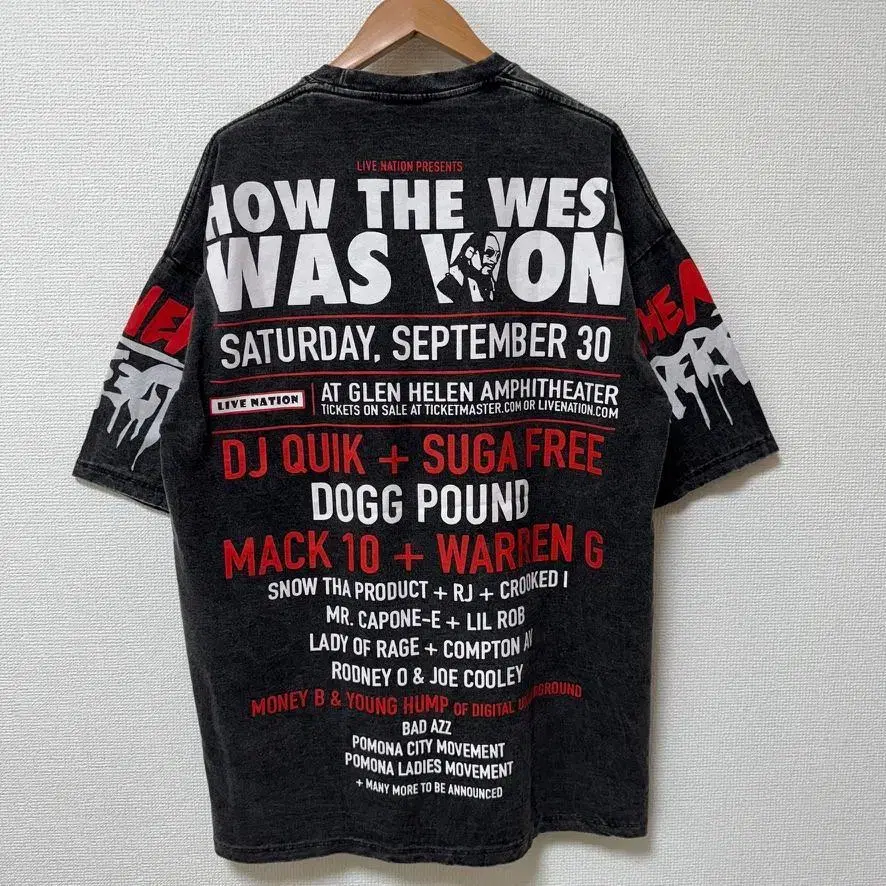 LIVE NATION PRESENTS
HOW THE WEST
WAS WON
SATURDAY, SEPTEMBER 30
LIVE NATION
AT GLEN HELEN AMPHITHEATER
TICKETS ON SALE AT TICKETMASTER.COM OR LIVENATION.COM
DJ QUIK + SUGA FREE
DOGG POUND
MACK 10 + WARREN G
SNOW THA PRODUCT + RJ + CROOKED I
MR. CAPONE-E + LIL ROB
LADY OF RAGE + COMPTON AV
RODNEY O & JOE COOLEY
MONEY B & YOUNG HUMP OF DIGITAL UNDERGROUND
BAD AZZ
POMONA CITY MOVEMENT
POMONA LADIES MOVEMENT
+ MANY MORE TO BE ANNOUNCED